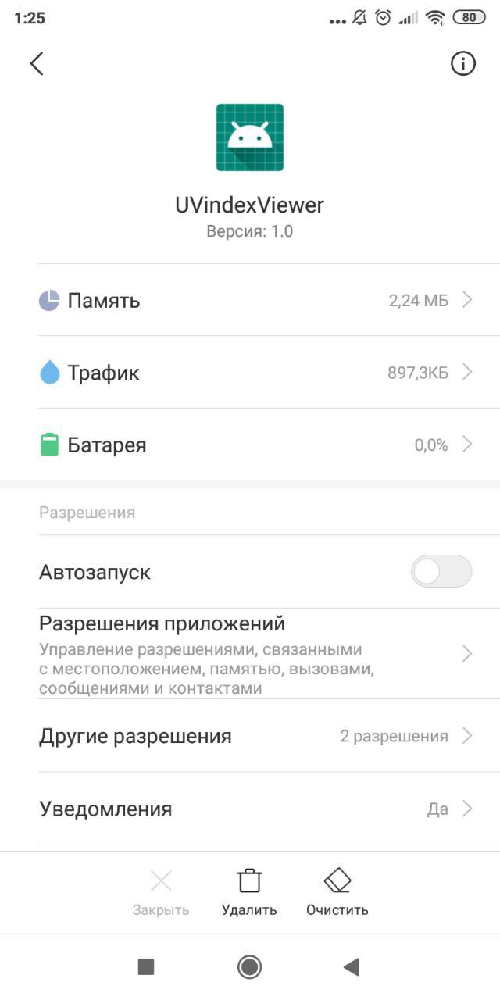 1:25
80
UVindexViewer
Версия: 1.0
Память 2,24 МБ
Трафик 897,3КБ
Батарея 0,0%
Разрешения
Автозапуск
Разрешения приложений
Управление разрешениями, связанными
с местоположением, памятью, вызовами,
сообщениями и контактами
Другие разрешения 2 разрешения
Уведомления Да
Закрыть Удалить Очистить